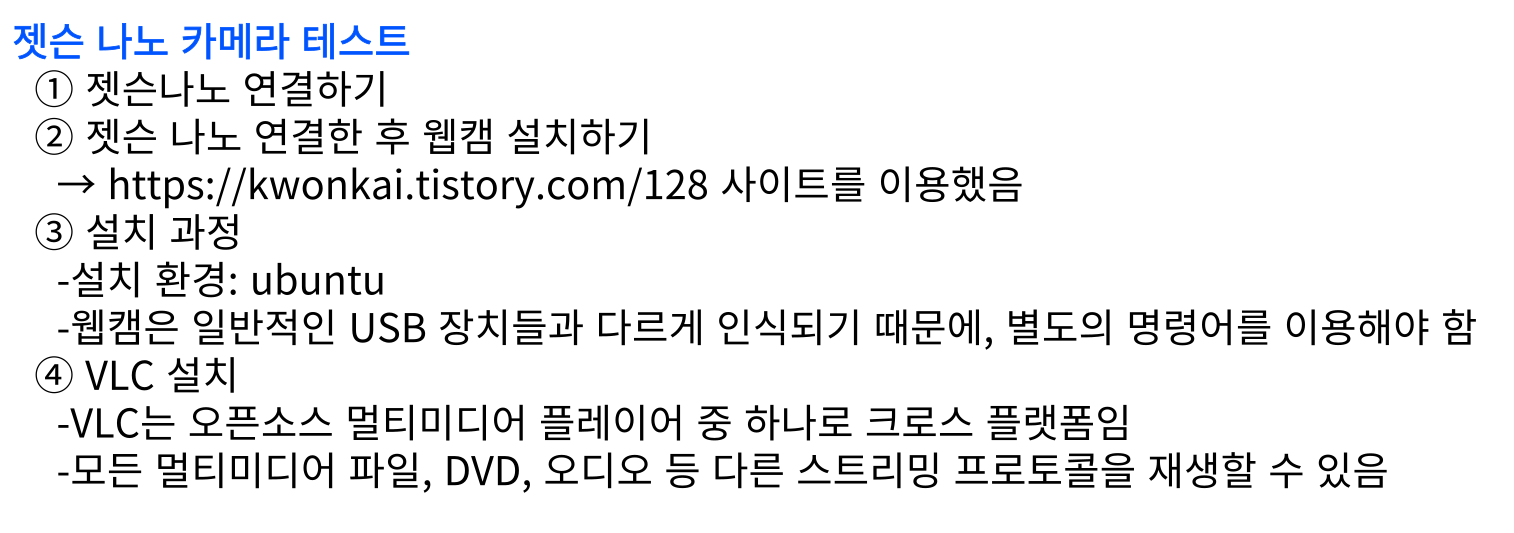 젯슨 나노 카메라 테스트
① 젯슨나노 연결하기
② 젯슨 나노 연결한 후 웹캠 설치하기
→ https://kwonkai.tistory.com/128 사이트를 이용했음
③ 설치 과정
-설치 환경: ubuntu
-웹캠은 일반적인 USB 장치들과 다르게 인식되기 때문에, 별도의 명령어를 이용해야 함
④ VLC 설치
-VLC는 오픈소스 멀티미디어 플레이어 중 하나로 크로스 플랫폼임
-모든 멀티미디어 파일, DVD, 오디오 등 다른 스트리밍 프로토콜을 재생할 수 있음